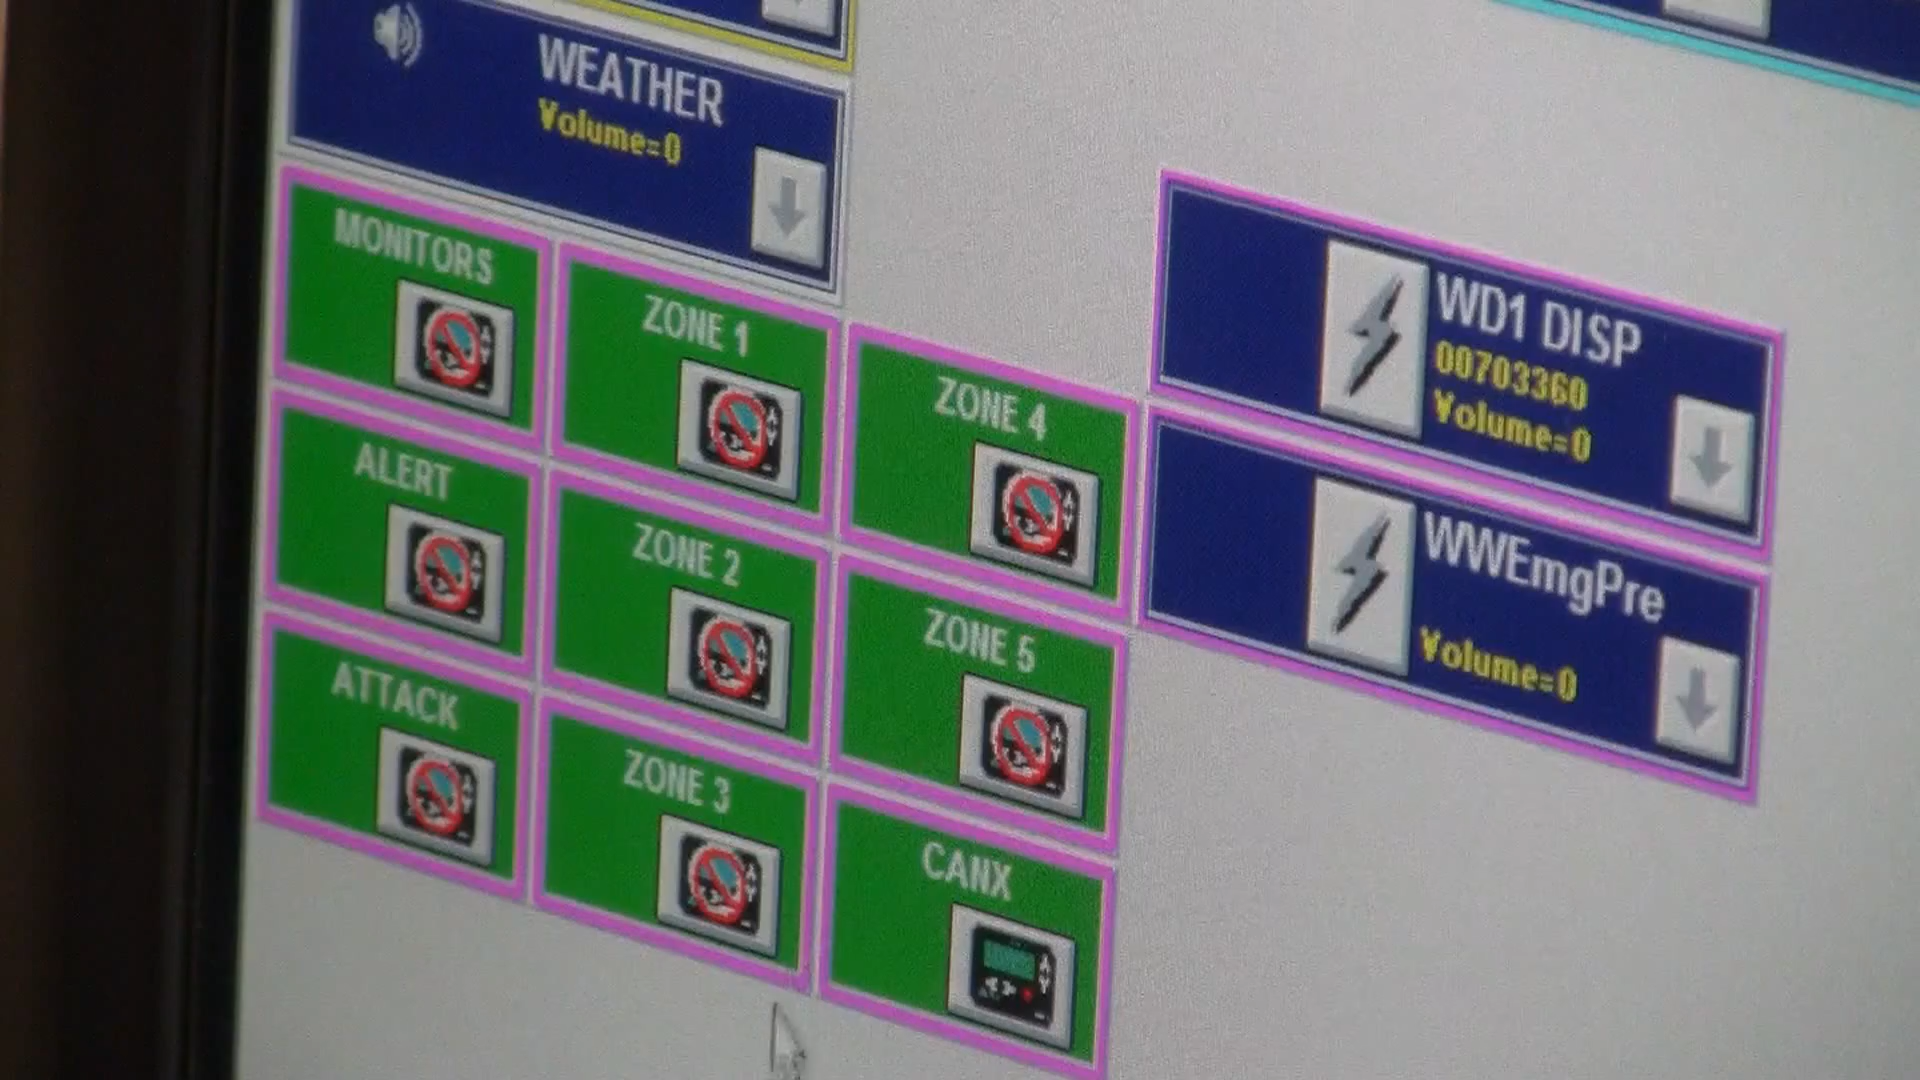 WEATHER
Volume=0
MONITORS
ZONE 1
ZONE 4
ALERT
ZONE 2
ZONE 5
ATTACK
ZONE 3
CANX
WD1 DISP
00703360
Volume=0
WWEmgPre
Volume=0